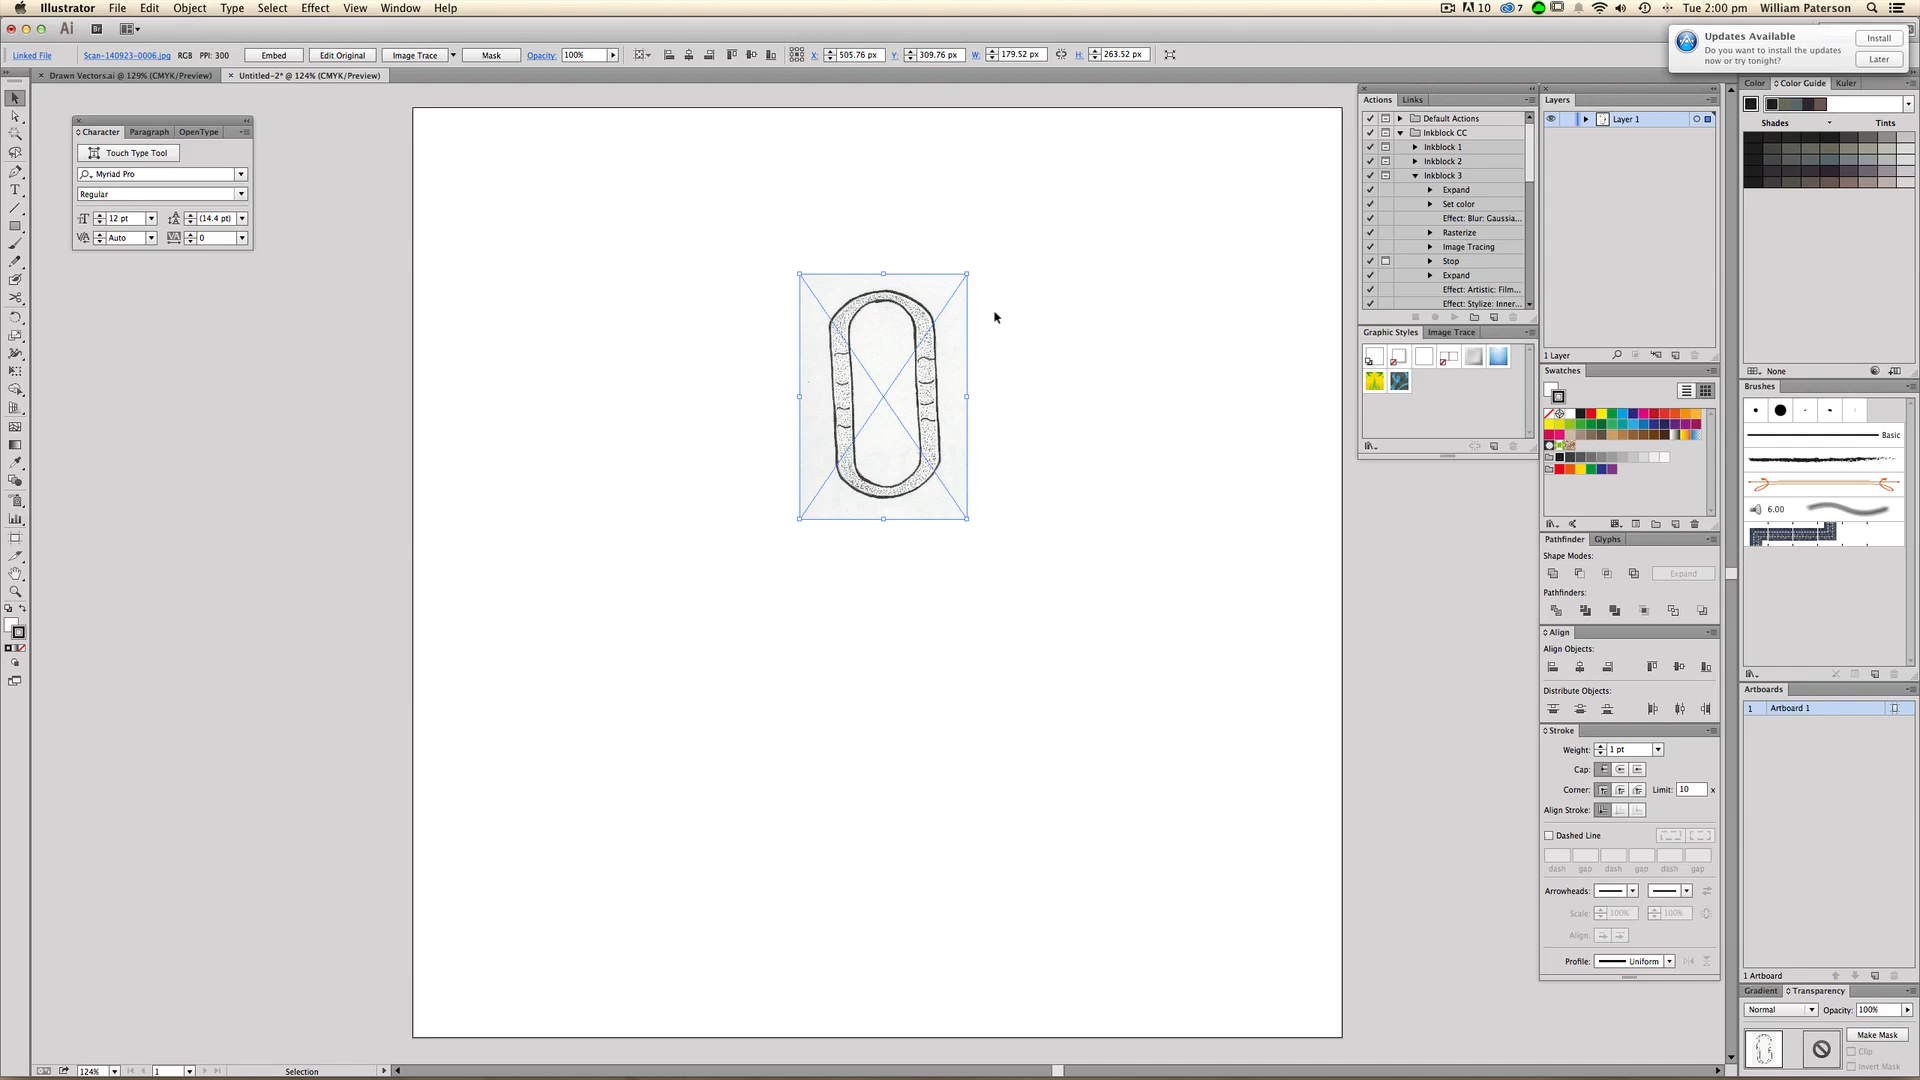 Illustrator File Edit Object Type Select Effect View Window Help
10 7 Tue 2:00 pm William Paterson
Ai Br
Updates Available
Do you want to install the updates
now or try tonight?
Install
Later
Linked File Scan-140923-0006.jpg RGB PPI: 300 Embed Edit Original Image Trace Mask Opacity: 100% X: 505.76 px Y: 309.76 px W: 179.52 px H: 263.52 px
Drawn Vectors.ai @ 129% (CMYK/Preview) Untitled-2* @ 124% (CMYK/Preview)
Character Paragraph OpenType
Touch Type Tool
Myriad Pro
Regular
12 pt (14.4 pt)
Auto 0
Actions Links
Default Actions
Inkblock CC
Inkblock 1
Inkblock 2
Inkblock 3
Expand
Set color
Effect: Blur: Gaussia...
Rasterize
Image Tracing
Stop
Expand
Effect: Artistic: Film...
Effect: Stylize: Inner...
Graphic Styles Image Trace
Layers
Layer 1
1 Layer
Swatches
Pathfinder Glyphs
Shape Modes:
Expand
Pathfinders:
Align
Align Objects:
Distribute Objects:
Stroke
Weight: 1 pt
Cap:
Corner: Limit: 10 x
Align Stroke:
Dashed Line
dash gap dash gap dash gap
Arrowheads:
Scale: 100% 100%
Align:
Profile: Uniform
Color Color Guide Kuler
Shades Tints
None
Brushes
Basic
6.00
Artboards
1 Artboard 1
1 Artboard
Gradient Transparency
Normal Opacity: 100%
Make Mask
Clip
Invert Mask
124% 1 Selection